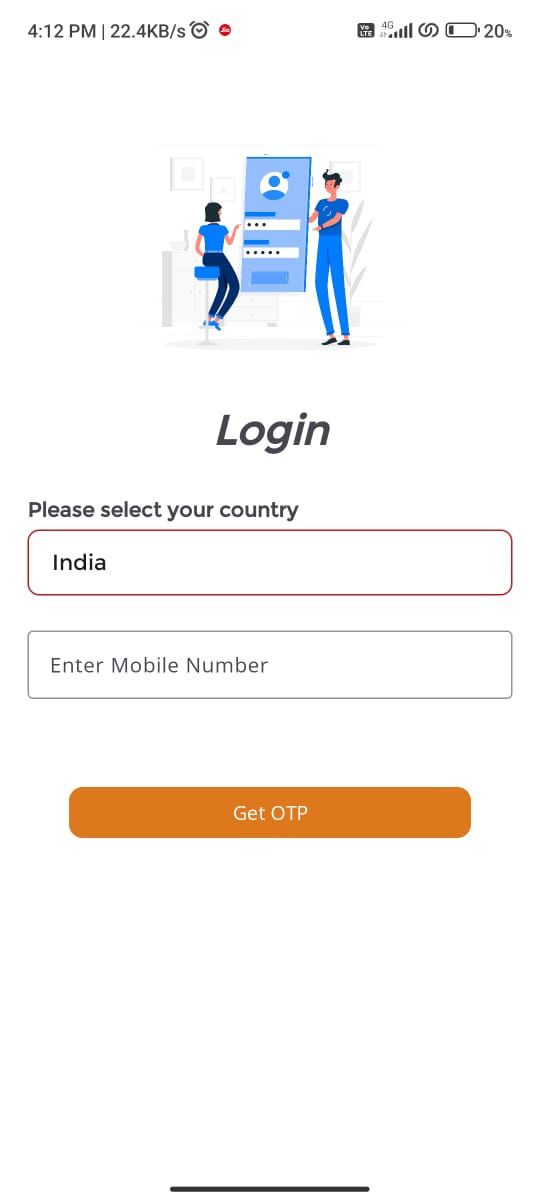 4:12 PM | 22.4KB/s Jio Vo LTE 4G 20%
Login
Please select your country
India
Enter Mobile Number
Get OTP